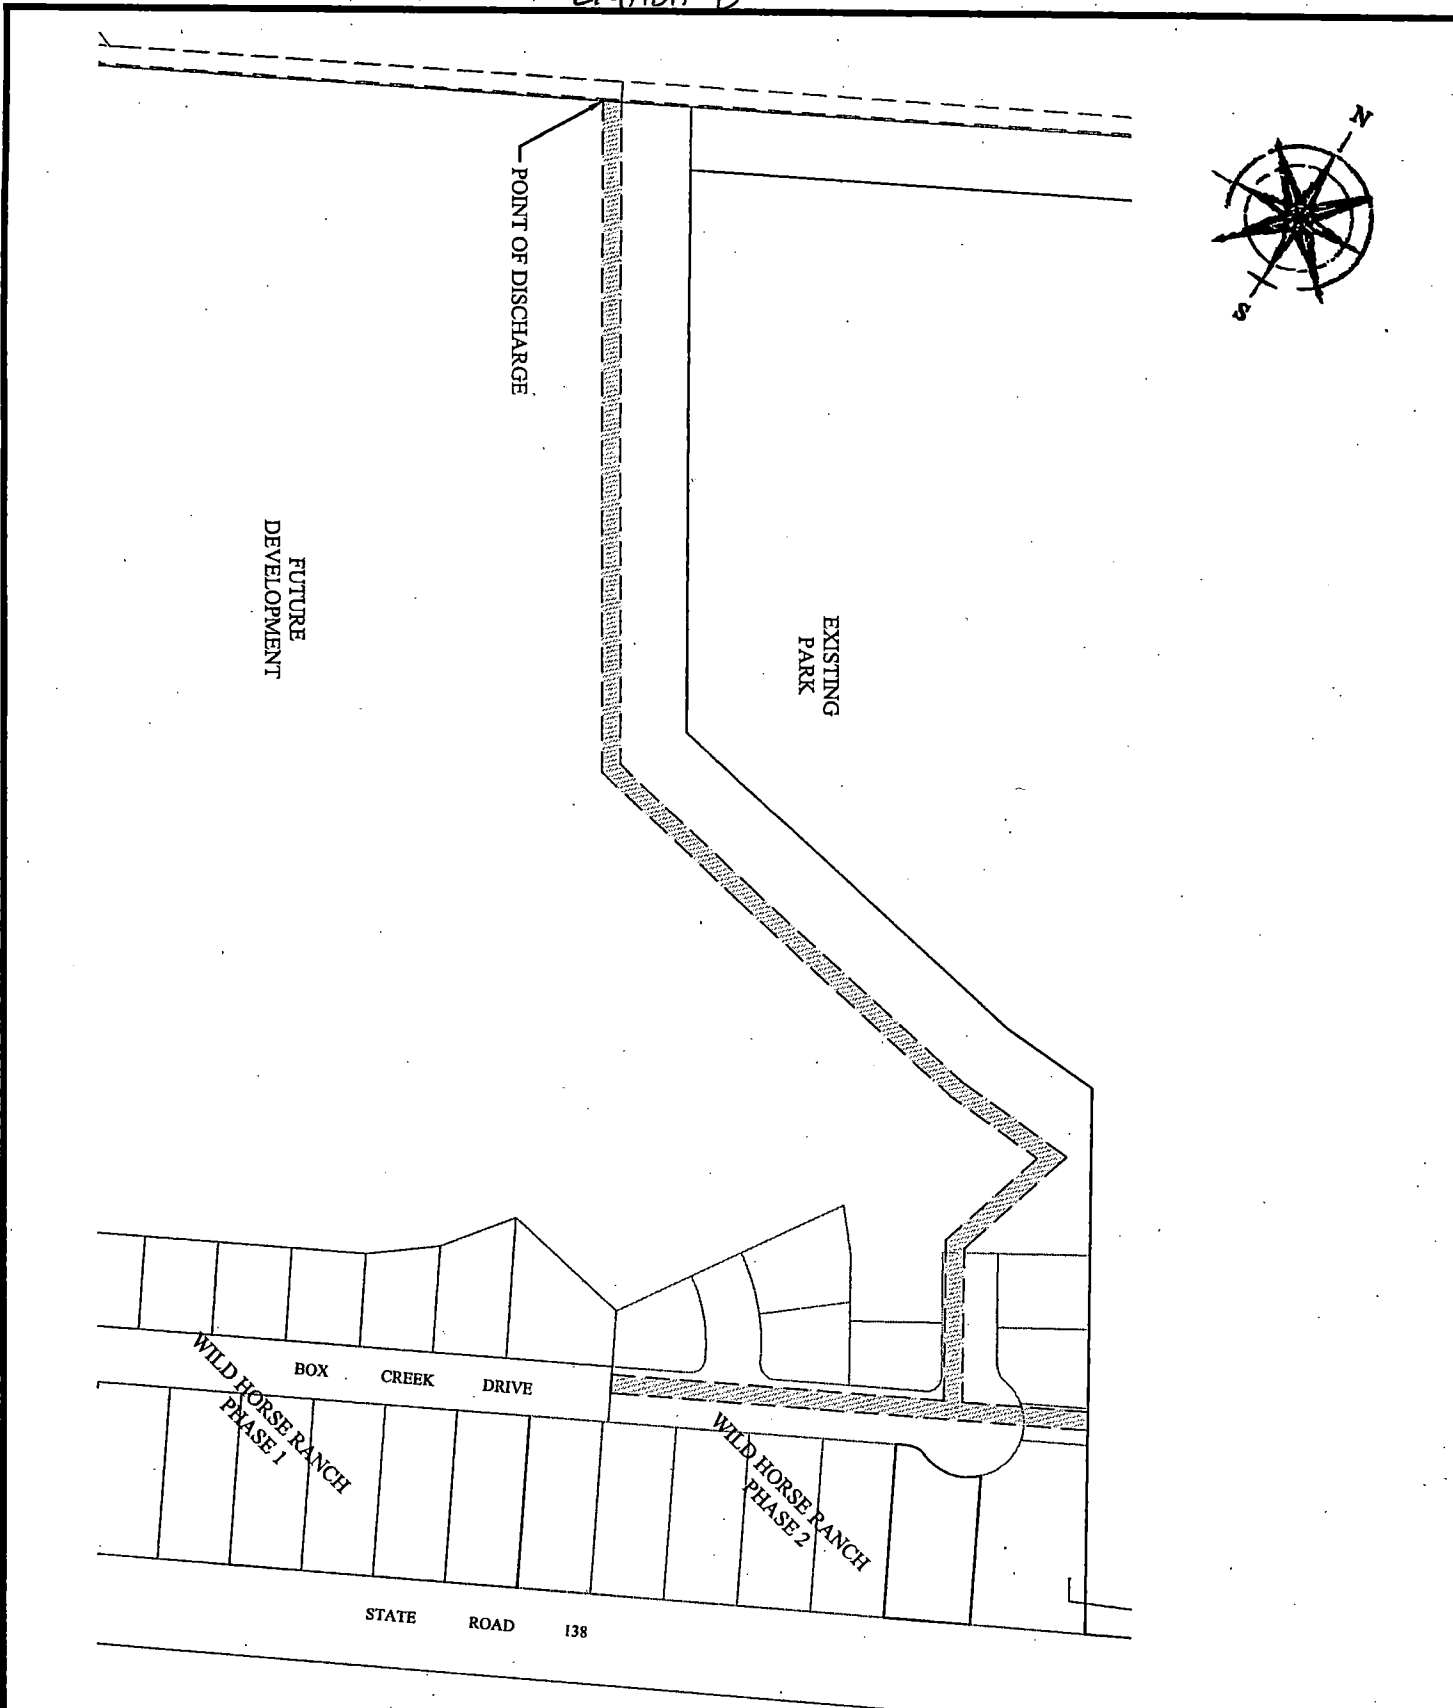 N
S
POINT OF DISCHARGE
FUTURE
DEVELOPMENT
EXISTING
PARK
BOX CREEK DRIVE
WILD HORSE RANCH
PHASE 1
WILD HORSE RANCH
PHASE 2
STATE ROAD 138